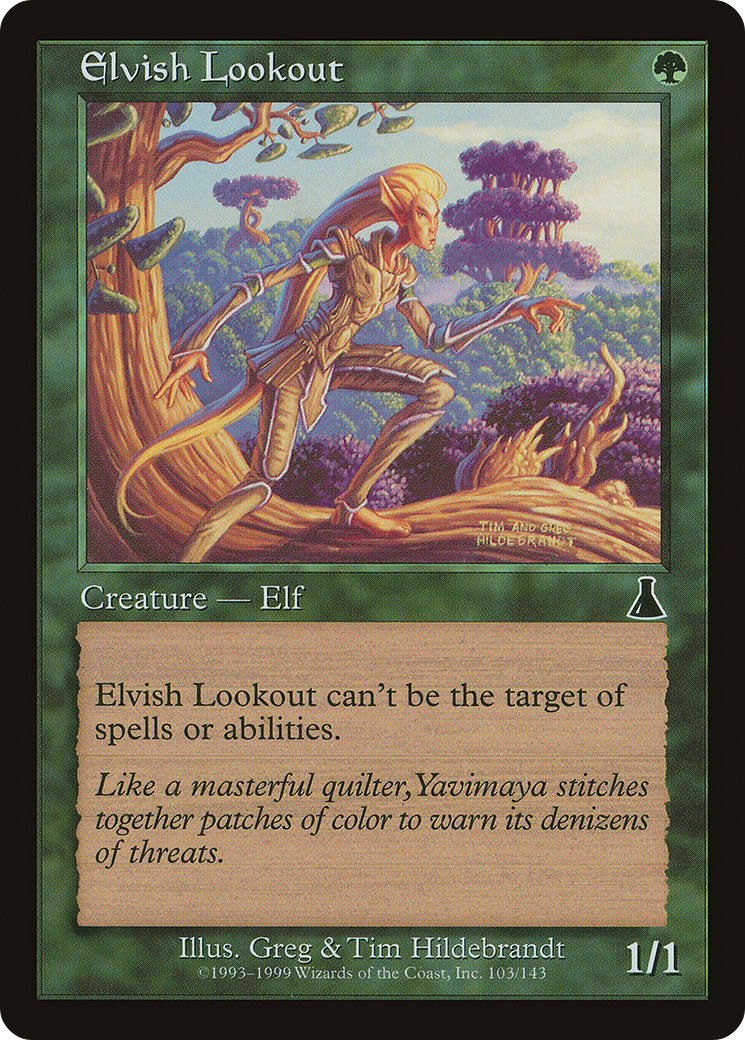 Elvish Lookout
TIM AND GREG
HILDEBRANDT
Creature — Elf
Elvish Lookout can't be the target of
spells or abilities.
Like a masterful quilter, Yavimaya stitches
together patches of color to warn its denizens
of threats.
Illus. Greg & Tim Hildebrandt
©1993–1999 Wizards of the Coast, Inc. 103/143
1/1